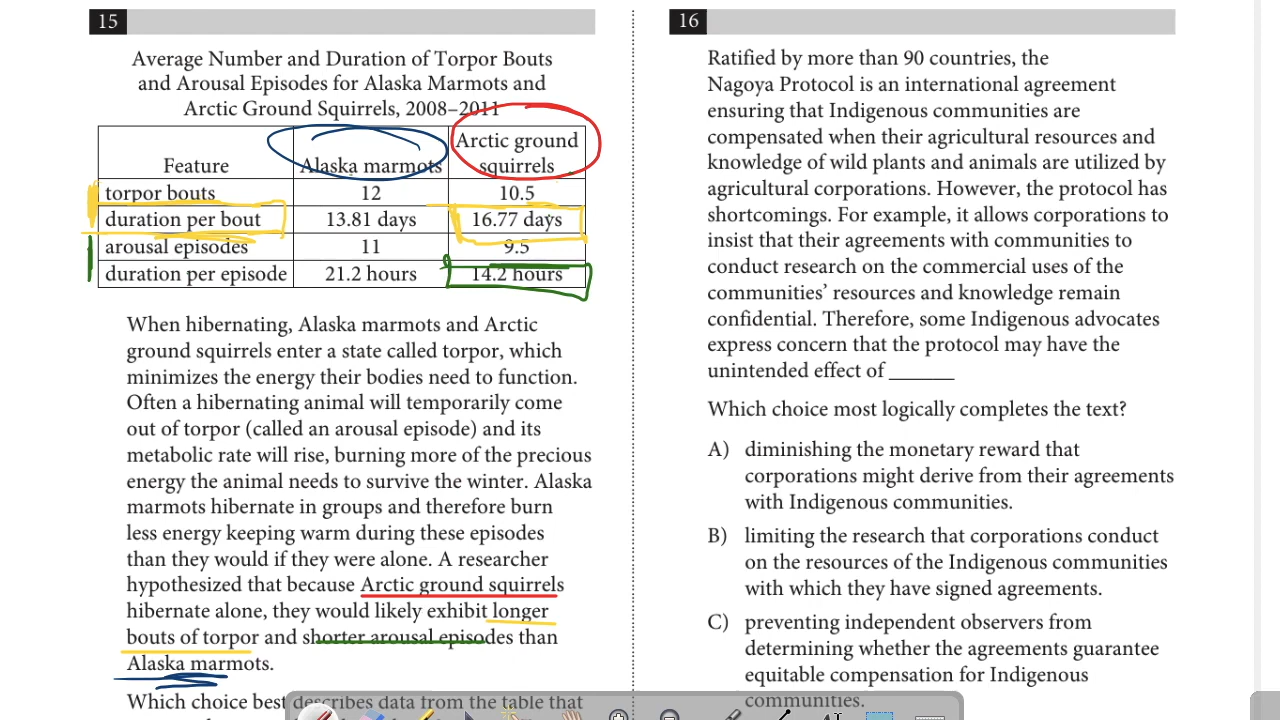 15
Average Number and Duration of Torpor Bouts
and Arousal Episodes for Alaska Marmots and
Arctic Ground Squirrels, 2008–2011
Feature | Alaska marmots | Arctic ground squirrels
torpor bouts | 12 | 10.5
duration per bout | 13.81 days | 16.77 days
arousal episodes | 11 | 9.5
duration per episode | 21.2 hours | 14.2 hours
When hibernating, Alaska marmots and Arctic
ground squirrels enter a state called torpor, which
minimizes the energy their bodies need to function.
Often a hibernating animal will temporarily come
out of torpor (called an arousal episode) and its
metabolic rate will rise, burning more of the precious
energy the animal needs to survive the winter. Alaska
marmots hibernate in groups and therefore burn
less energy keeping warm during these episodes
than they would if they were alone. A researcher
hypothesized that because Arctic ground squirrels
hibernate alone, they would likely exhibit longer
bouts of torpor and shorter arousal episodes than
Alaska marmots.
Which choice best describes data from the table that
16
Ratified by more than 90 countries, the
Nagoya Protocol is an international agreement
ensuring that Indigenous communities are
compensated when their agricultural resources and
knowledge of wild plants and animals are utilized by
agricultural corporations. However, the protocol has
shortcomings. For example, it allows corporations to
insist that their agreements with communities to
conduct research on the commercial uses of the
communities’ resources and knowledge remain
confidential. Therefore, some Indigenous advocates
express concern that the protocol may have the
unintended effect of ______
Which choice most logically completes the text?
A) diminishing the monetary reward that
corporations might derive from their agreements
with Indigenous communities.
B) limiting the research that corporations conduct
on the resources of the Indigenous communities
with which they have signed agreements.
C) preventing independent observers from
determining whether the agreements guarantee
equitable compensation for Indigenous
communities.